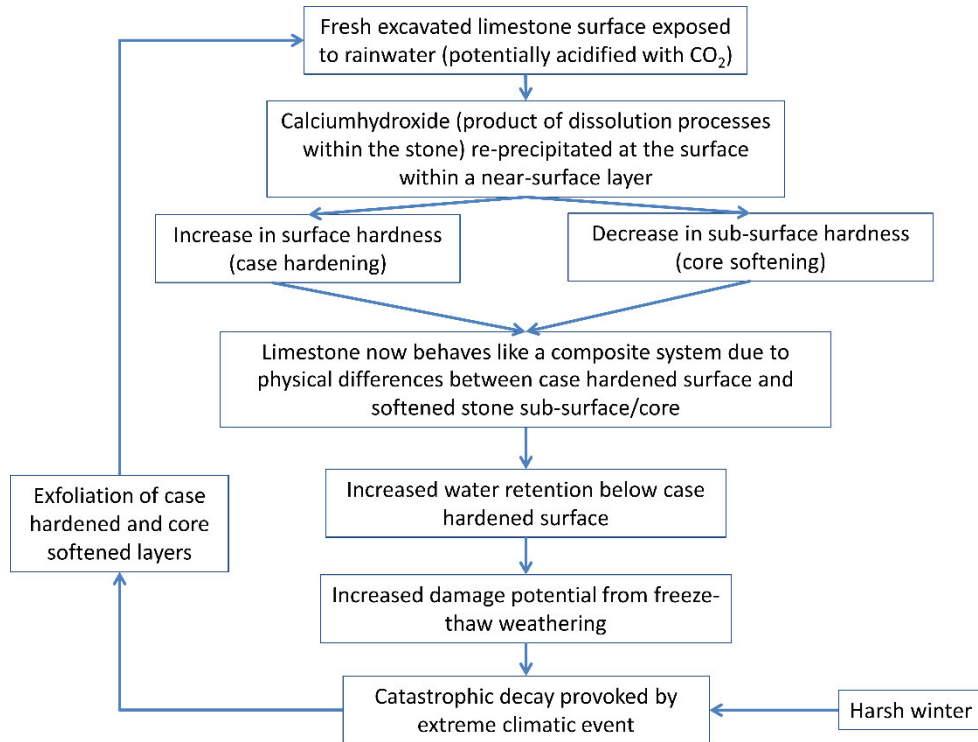 Fresh excavated limestone surface exposed
to rainwater (potentially acidified with CO₂)
Calciumhydroxide (product of dissolution processes
within the stone) re-precipitated at the surface
within a near-surface layer
Increase in surface hardness
(case hardening)
Decrease in sub-surface hardness
(core softening)
Limestone now behaves like a composite system due to
physical differences between case hardened surface and
softened stone sub-surface/core
Increased water retention below case
hardened surface
Exfoliation of case
hardened and core
softened layers
Increased damage potential from freeze-
thaw weathering
Catastrophic decay provoked by
extreme climatic event
Harsh winter